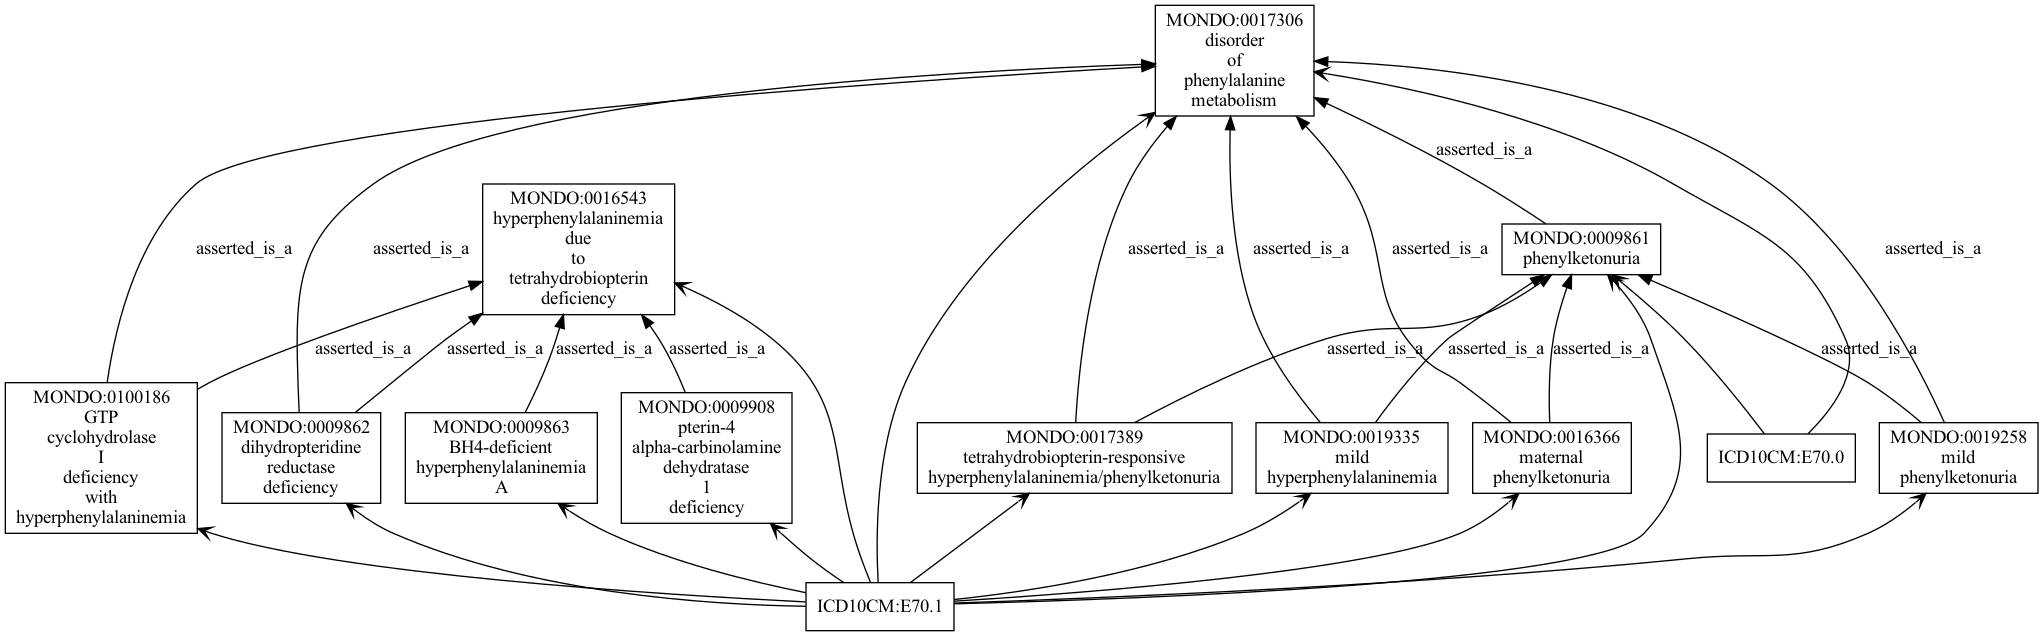 MONDO:0017306
disorder
of
phenylalanine
metabolism
asserted_is_a
MONDO:0016543
hyperphenylalaninemia
due
to
tetrahydrobiopterin
deficiency
MONDO:0009861
phenylketonuria
asserted_is_a
asserted_is_a
asserted_is_a
asserted_is_a
asserted_is_a
asserted_is_a
asserted_is_a
asserted_is_a
asserted_is_a
asserted_is_a
asserted_is_a
asserted_is_a
asserted_is_a
asserted_is_a
MONDO:0100186
GTP
cyclohydrolase
I
deficiency
with
hyperphenylalaninemia
MONDO:0009862
dihydropteridine
reductase
deficiency
MONDO:0009863
BH4-deficient
hyperphenylalaninemia
A
MONDO:0009908
pterin-4
alpha-carbinolamine
dehydratase
1
deficiency
MONDO:0017389
tetrahydrobiopterin-responsive
hyperphenylalaninemia/phenylketonuria
MONDO:0019335
mild
hyperphenylalaninemia
MONDO:0016366
maternal
phenylketonuria
ICD10CM:E70.0
MONDO:0019258
mild
phenylketonuria
ICD10CM:E70.1